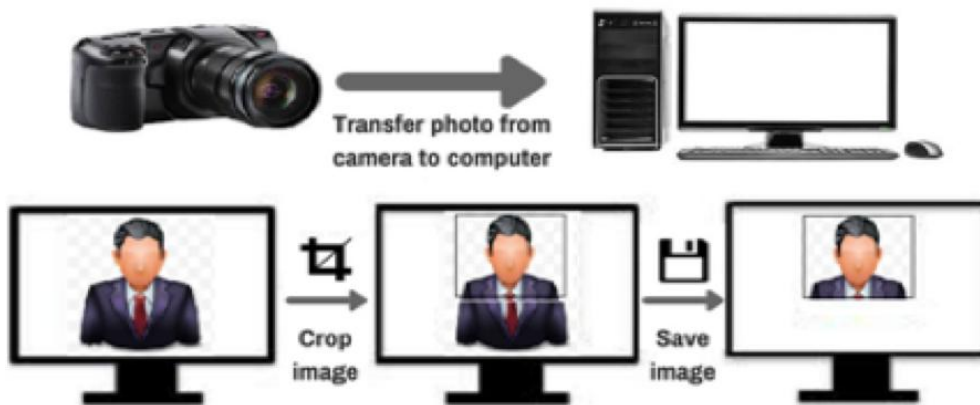 Transfer photo from
camera to computer
Crop
image
Save
image